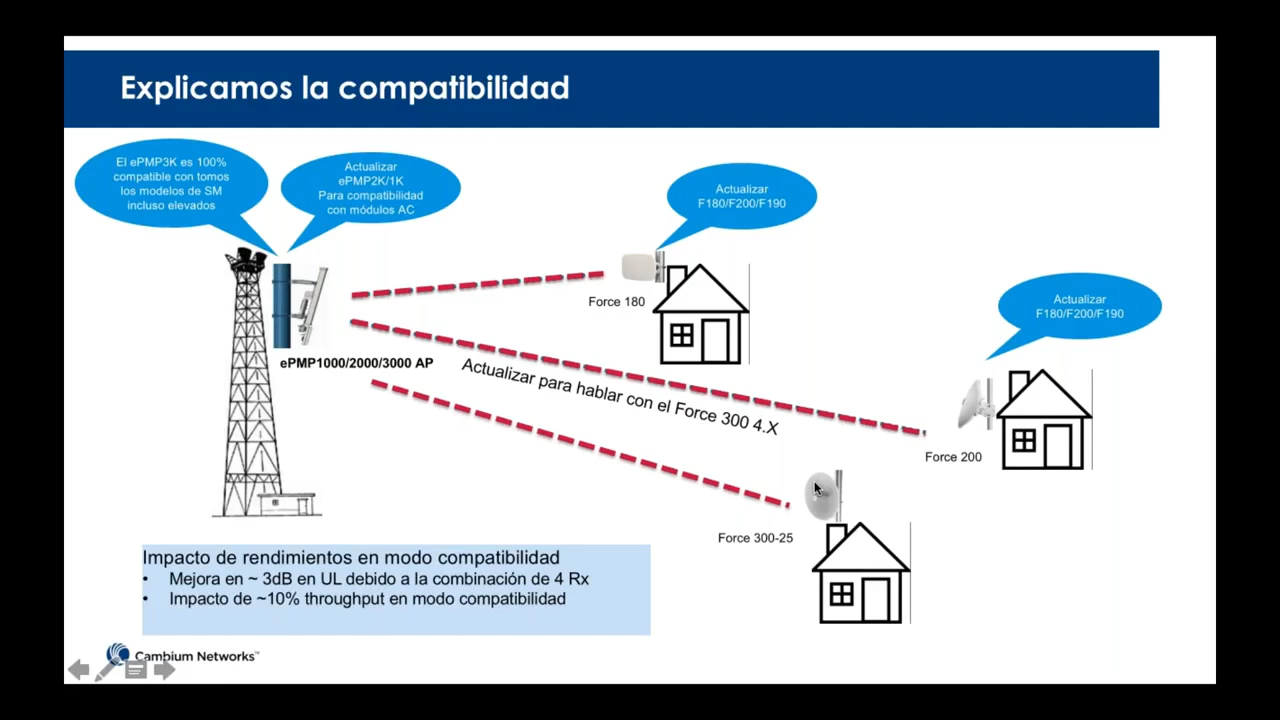 Explicamos la compatibilidad
El ePMP3K es 100%
compatible con tomos
los modelos de SM
incluso elevados
Actualizar
ePMP2K/1K
Para compatibilidad
con módulos AC
Actualizar
F180/F200/F190
Actualizar
F180/F200/F190
Force 180
ePMP1000/2000/3000 AP
Actualizar para hablar con el Force 300 4.X
Force 200
Force 300-25
Impacto de rendimientos en modo compatibilidad
• Mejora en ~ 3dB en UL debido a la combinación de 4 Rx
• Impacto de ~10% throughput en modo compatibilidad
Cambium Networks™